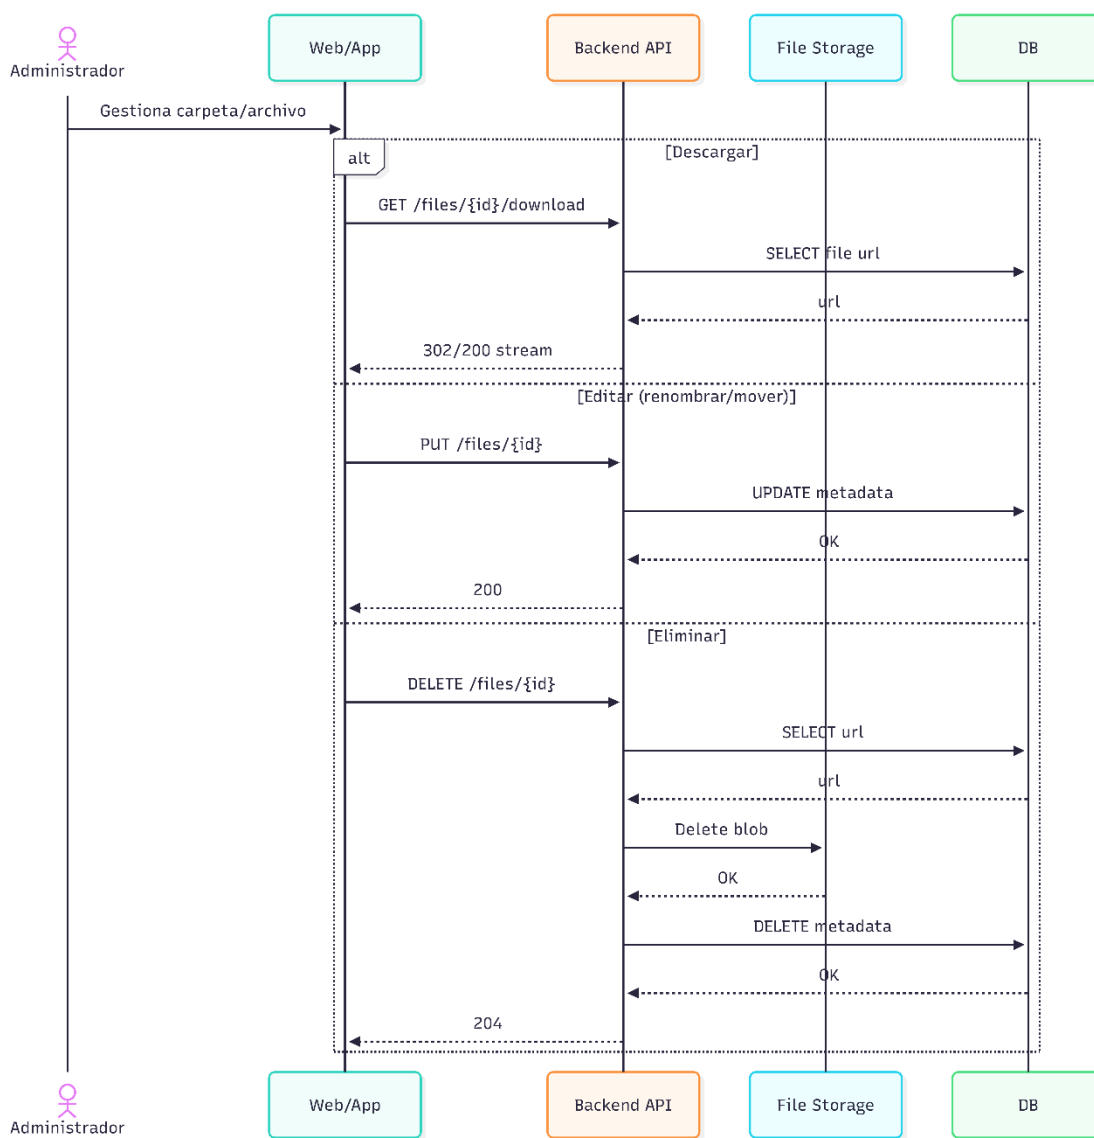 Administrador
Web/App
Backend API
File Storage
DB
Gestiona carpeta/archivo
alt
[Descargar]
GET /files/{id}/download
SELECT file url
url
302/200 stream
[Editar (renombrar/mover)]
PUT /files/{id}
UPDATE metadata
OK
200
[Eliminar]
DELETE /files/{id}
SELECT url
url
Delete blob
OK
DELETE metadata
OK
204
Administrador
Web/App
Backend API
File Storage
DB